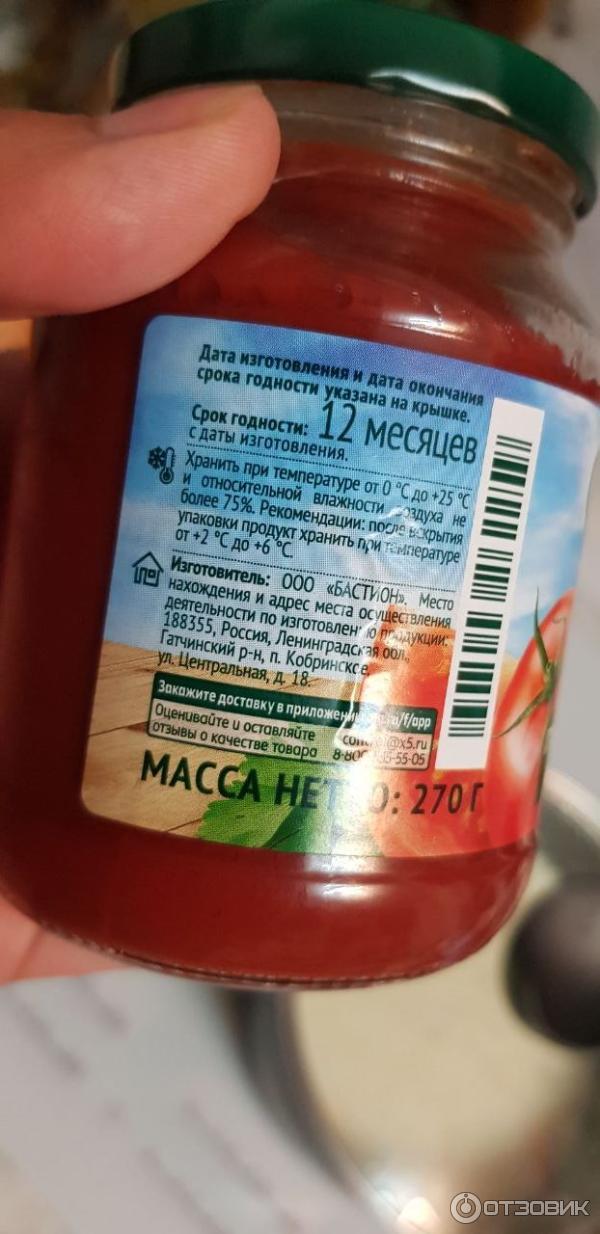 Дата изготовления и дата окончания
срока годности указана на крышке.
Срок годности: 12 месяцев
с даты изготовления.
Хранить при температуре от 0 °С до +25 °С
и относительной влажности воздуха не
более 75%. Рекомендации: после вскрытия
упаковки продукт хранить при температуре
от +2 °С до +6 °С.
Изготовитель: ООО «БАСТИОН». Место
нахождения и адрес места осуществления
деятельности по изготовлению продукции:
188355, Россия, Ленинградская обл.,
Гатчинский р-н, п. Кобринское,
ул. Центральная, д. 18.
Закажите доставку в приложении
Оценивайте и оставляйте
отзывы о качестве товара
МАССА НЕТТО: 270 г
ОТЗОВИК